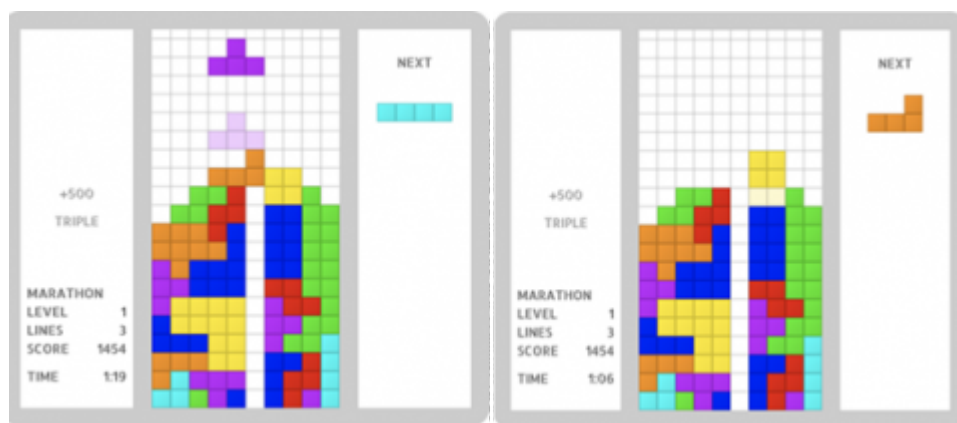 NEXT
+500
TRIPLE
MARATHON
LEVEL 1
LINES 3
SCORE 1454
TIME 1:19
NEXT
+500
TRIPLE
MARATHON
LEVEL 1
LINES 3
SCORE 1454
TIME 1:06